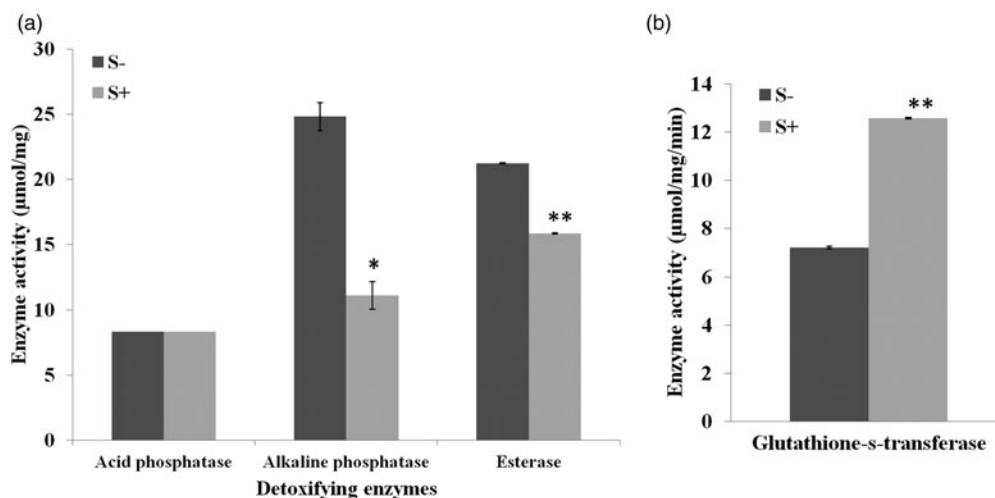 (a)
30
25
20
15
10
5
0
Enzyme activity (µmol/mg)
S-
S+
*
**
Acid phosphatase
Alkaline phosphatase
Esterase
Detoxifying enzymes
(b)
14
12
10
8
6
4
2
0
Enzyme activity (µmol/mg/min)
S-
S+
**
Glutathione-s-transferase